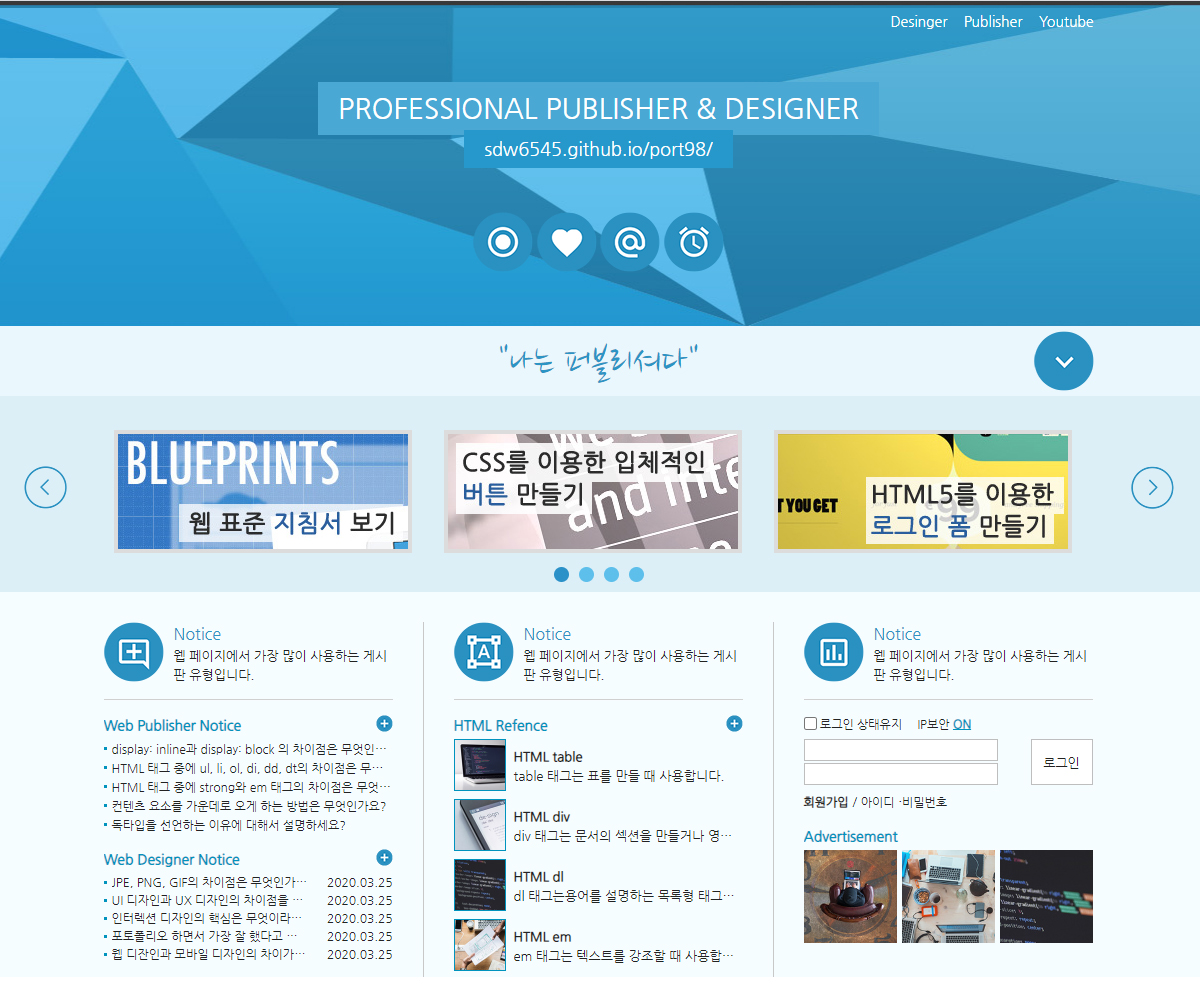 Desinger Publisher Youtube
PROFESSIONAL PUBLISHER & DESIGNER
sdw6545.github.io/port98/
"나는 퍼블리셔다"
BLUEPRINTS
웹 표준 지침서 보기
CSS를 이용한 입체적인
버튼 만들기
and inte
T YOU GET
HTML5를 이용한
로그인 폼 만들기
Notice
웹 페이지에서 가장 많이 사용하는 게시
판 유형입니다.
Web Publisher Notice
display: inline과 display: block 의 차이점은 무엇인…
HTML 태그 중에 ul, li, ol, di, dd, dt의 차이점은 무…
HTML 태그 중에 strong와 em 태그의 차이점은 무엇…
컨텐츠 요소를 가운데로 오게 하는 방법은 무엇인가요?
독타입을 선언하는 이유에 대해서 설명하세요?
Web Designer Notice
JPE, PNG, GIF의 차이점은 무엇인가… 2020.03.25
UI 디자인과 UX 디자인의 차이점을 … 2020.03.25
인터랙션 디자인의 핵심은 무엇이라… 2020.03.25
포토폴리오 하면서 가장 잘 했다고 … 2020.03.25
웹 디잔인과 모바일 디자인의 차이가… 2020.03.25
Notice
웹 페이지에서 가장 많이 사용하는 게시
판 유형입니다.
HTML Refence
HTML table
table 태그는 표를 만들 때 사용합니다.
HTML div
div 태그는 문서의 섹션을 만들거나 영…
HTML dl
dl 태그는용어를 설명하는 목록형 태그…
HTML em
em 태그는 텍스트를 강조할 때 사용합…
Notice
웹 페이지에서 가장 많이 사용하는 게시
판 유형입니다.
로그인 상태유지 IP보안 ON
로그인
회원가입 / 아이디 ·비밀번호
Advertisement